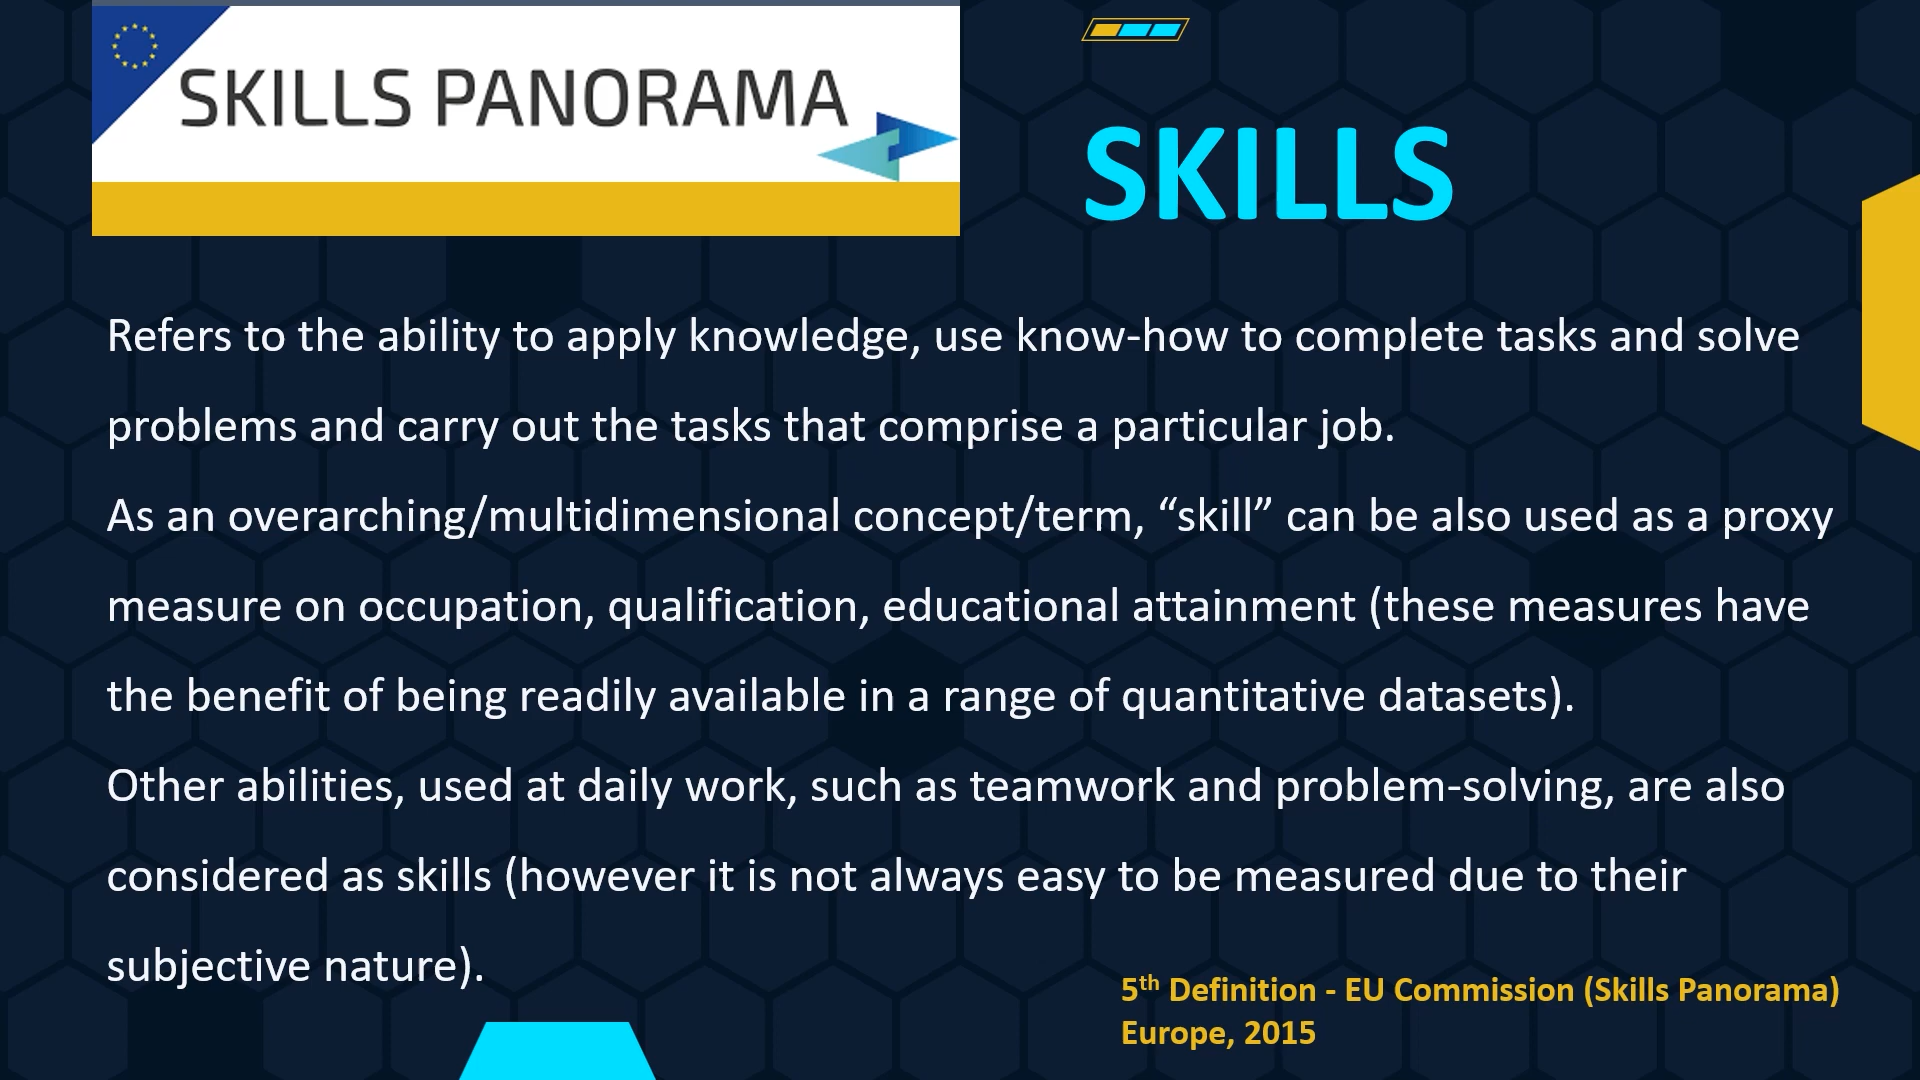 SKILLS PANORAMA
SKILLS
Refers to the ability to apply knowledge, use know-how to complete tasks and solve
problems and carry out the tasks that comprise a particular job.
As an overarching/multidimensional concept/term, “skill” can be also used as a proxy
measure on occupation, qualification, educational attainment (these measures have
the benefit of being readily available in a range of quantitative datasets).
Other abilities, used at daily work, such as teamwork and problem-solving, are also
considered as skills (however it is not always easy to be measured due to their
subjective nature).
5th Definition - EU Commission (Skills Panorama)
Europe, 2015